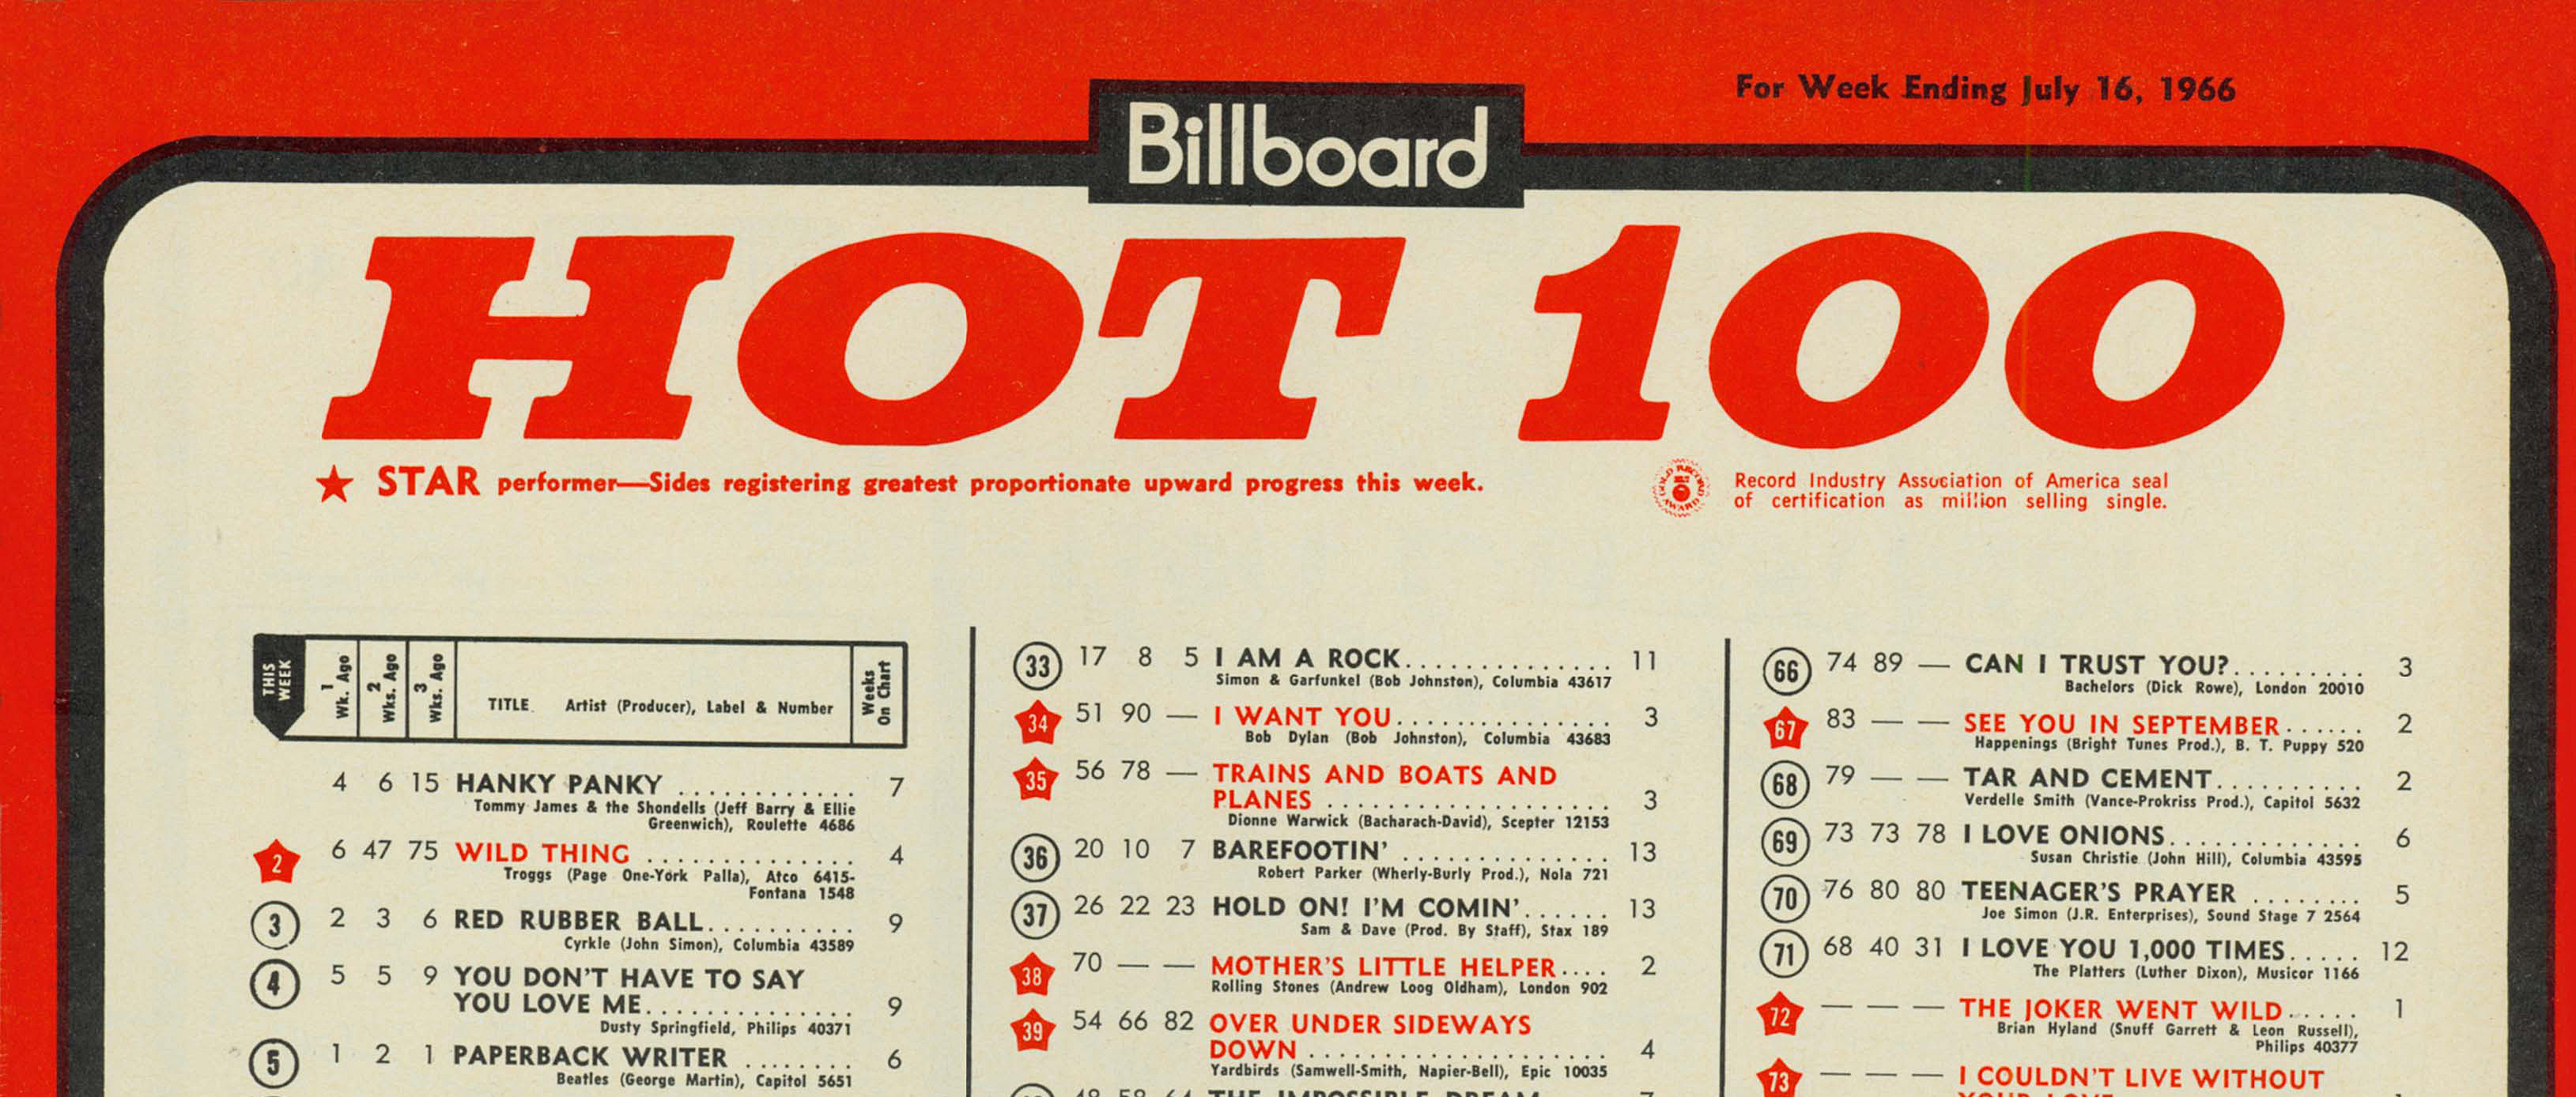 For Week Ending July 16, 1966
Billboard
HOT 100
★ STAR performer—Sides registering greatest proportionate upward progress this week.
Record Industry Association of America seal
of certification as million selling single.
THIS WEEK 1 Wk. Ago 2 Wks. Ago 3 Wks. Ago TITLE Artist (Producer), Label & Number Weeks On Chart
4 6 15 HANKY PANKY ............ 7
Tommy James & the Shondells (Jeff Barry & Ellie
Greenwich), Roulette 4686
2 6 47 75 WILD THING .............. 4
Troggs (Page One-York Palla), Atco 6415-
Fontana 1548
3 2 3 6 RED RUBBER BALL.......... 9
Cyrkle (John Simon), Columbia 43589
4 5 5 9 YOU DON'T HAVE TO SAY
YOU LOVE ME.............. 9
Dusty Springfield, Philips 40371
5 1 2 1 PAPERBACK WRITER ........ 6
Beatles (George Martin), Capitol 5651
33 17 8 5 I AM A ROCK.............. 11
Simon & Garfunkel (Bob Johnston), Columbia 43617
34 51 90 — I WANT YOU............... 3
Bob Dylan (Bob Johnston), Columbia 43683
35 56 78 — TRAINS AND BOATS AND
PLANES ................... 3
Dionne Warwick (Bacharach-David), Scepter 12153
36 20 10 7 BAREFOOTIN' .............. 13
Robert Parker (Wherly-Burly Prod.), Nola 721
37 26 22 23 HOLD ON! I'M COMIN'...... 13
Sam & Dave (Prod. By Staff), Stax 189
38 70 — — MOTHER'S LITTLE HELPER.... 2
Rolling Stones (Andrew Loog Oldham), London 902
39 54 66 82 OVER UNDER SIDEWAYS
DOWN ..................... 4
Yardbirds (Samwell-Smith, Napier-Bell), Epic 10035
THE IMPOSSIBLE DREAM
66 74 89 — CAN I TRUST YOU?......... 3
Bachelors (Dick Rowe), London 20010
67 83 — — SEE YOU IN SEPTEMBER...... 2
Happenings (Bright Tunes Prod.), B. T. Puppy 520
68 79 — — TAR AND CEMENT.......... 2
Verdelle Smith (Vance-Prokriss Prod.), Capitol 5632
69 73 73 78 I LOVE ONIONS............. 6
Susan Christie (John Hill), Columbia 43595
70 76 80 80 TEENAGER'S PRAYER ........ 5
Joe Simon (J.R. Enterprises), Sound Stage 7 2564
71 68 40 31 I LOVE YOU 1,000 TIMES..... 12
The Platters (Luther Dixon), Musicor 1166
72 — — — THE JOKER WENT WILD..... 1
Brian Hyland (Snuff Garrett & Leon Russell),
Philips 40377
73 — — — I COULDN'T LIVE WITHOUT